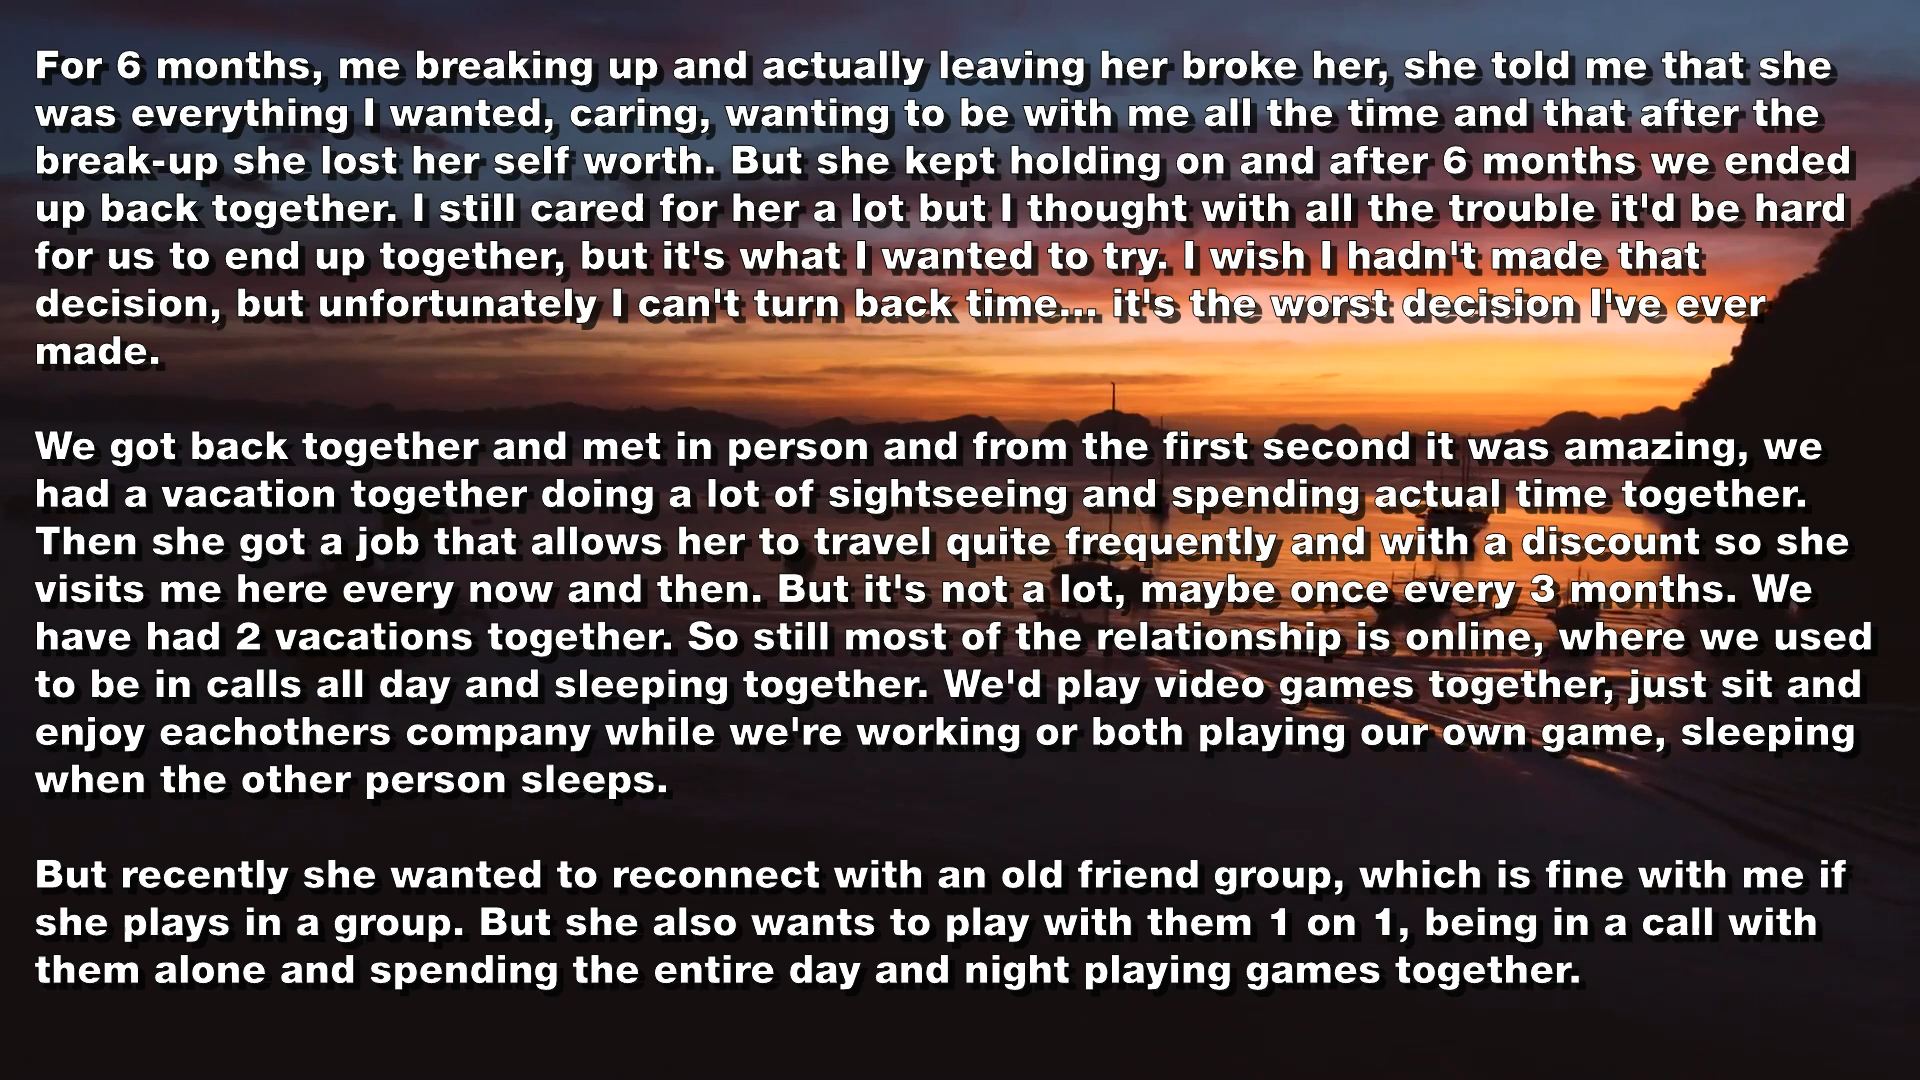 For 6 months, me breaking up and actually leaving her broke her, she told me that she
was everything I wanted, caring, wanting to be with me all the time and that after the
break-up she lost her self worth. But she kept holding on and after 6 months we ended
up back together. I still cared for her a lot but I thought with all the trouble it'd be hard
for us to end up together, but it's what I wanted to try. I wish I hadn't made that
decision, but unfortunately I can't turn back time... it's the worst decision I've ever
made.
We got back together and met in person and from the first second it was amazing, we
had a vacation together doing a lot of sightseeing and spending actual time together.
Then she got a job that allows her to travel quite frequently and with a discount so she
visits me here every now and then. But it's not a lot, maybe once every 3 months. We
have had 2 vacations together. So still most of the relationship is online, where we used
to be in calls all day and sleeping together. We'd play video games together, just sit and
enjoy eachothers company while we're working or both playing our own game, sleeping
when the other person sleeps.
But recently she wanted to reconnect with an old friend group, which is fine with me if
she plays in a group. But she also wants to play with them 1 on 1, being in a call with
them alone and spending the entire day and night playing games together.